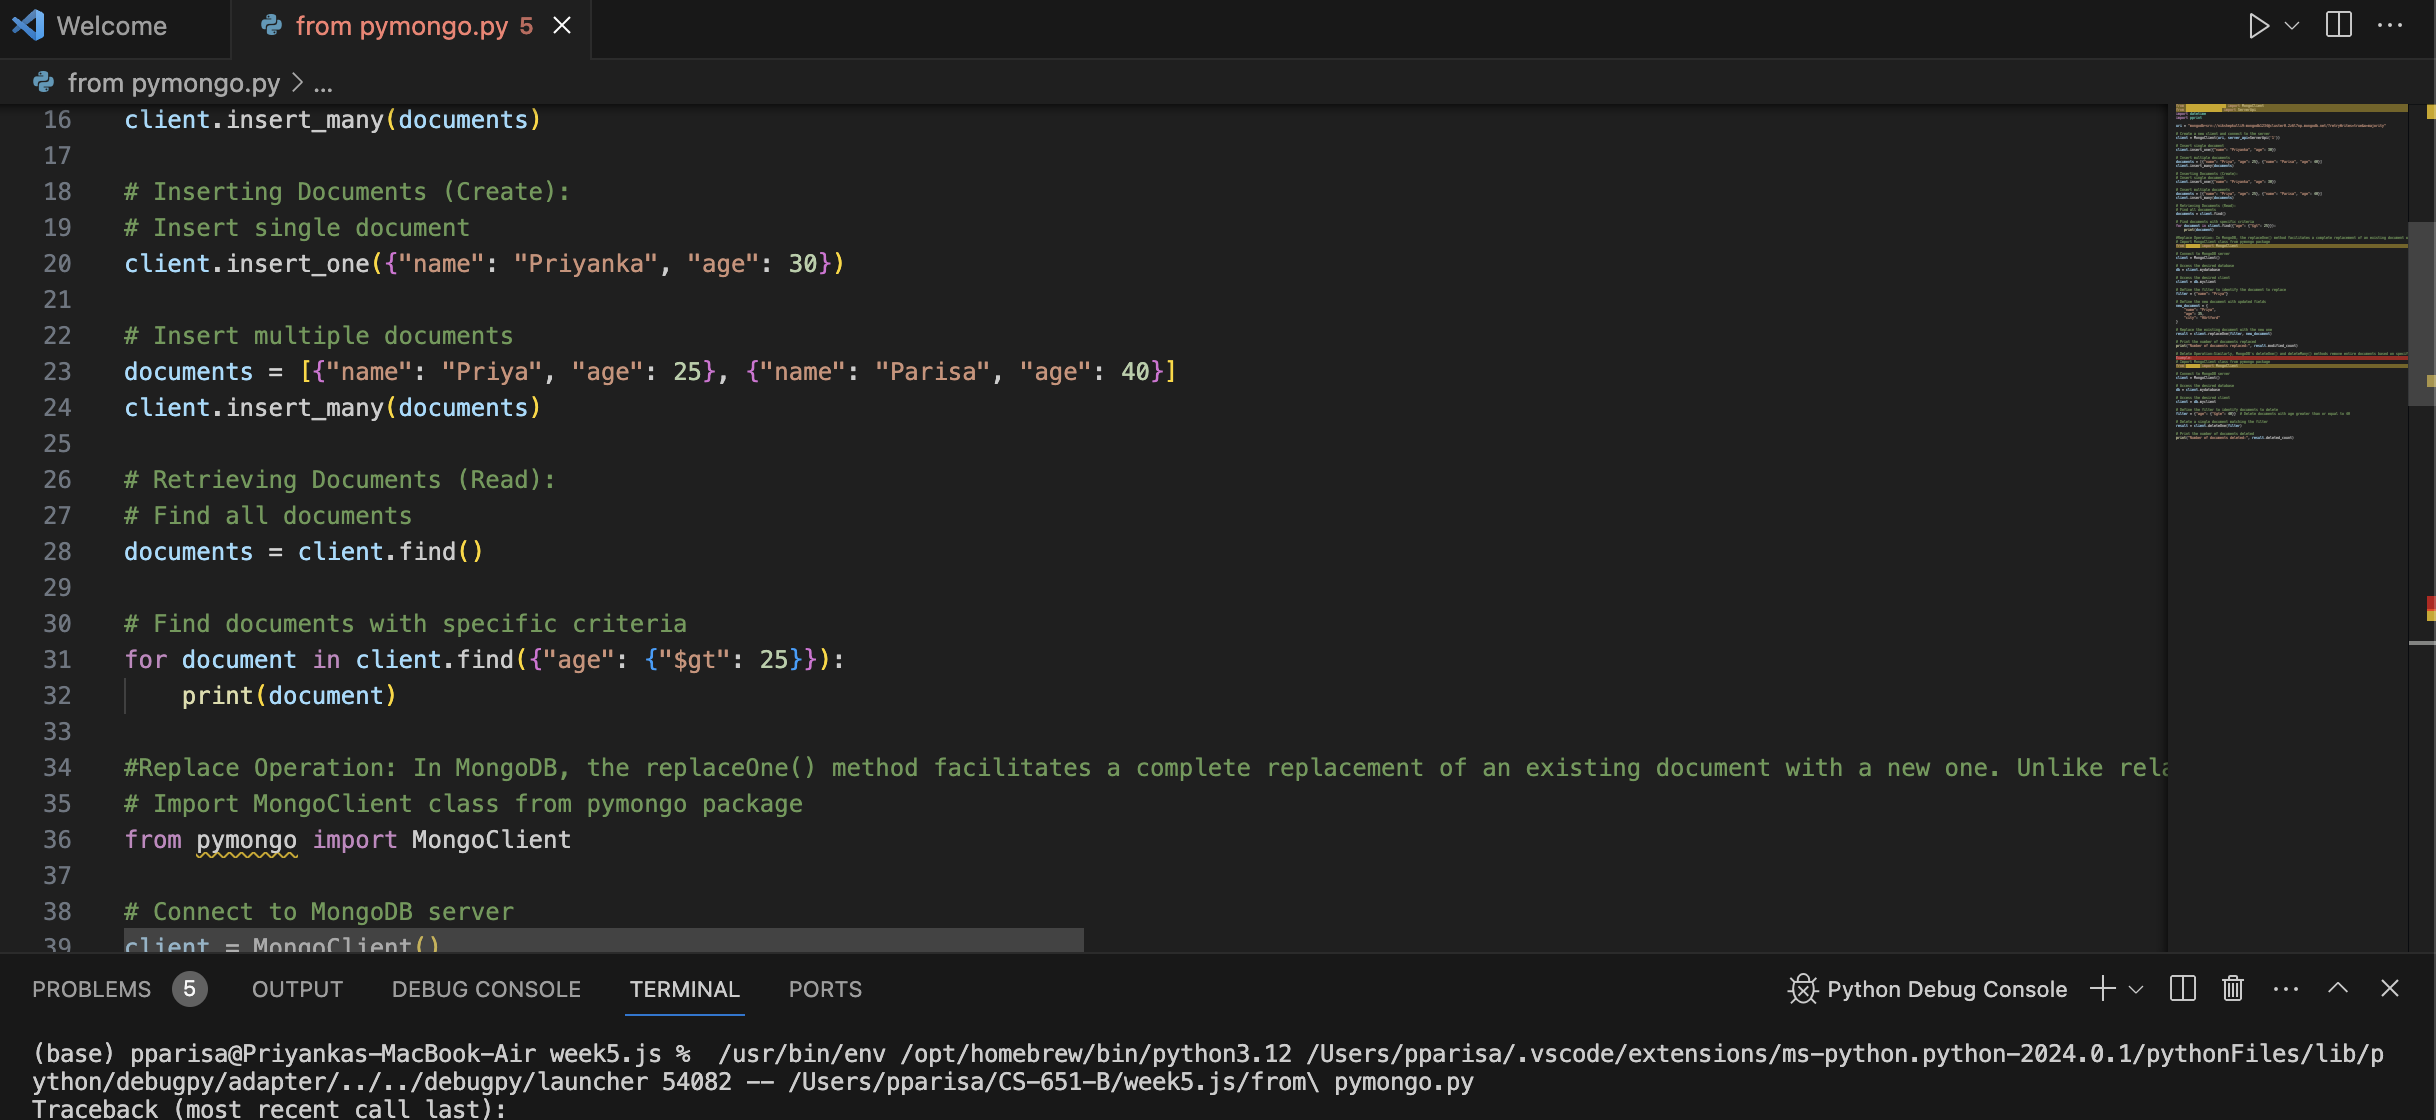 Welcome
from pymongo.py 5
from pymongo.py > ...
16 client.insert_many(documents)
17
18 # Inserting Documents (Create):
19 # Insert single document
20 client.insert_one({"name": "Priyanka", "age": 30})
21
22 # Insert multiple documents
23 documents = [{"name": "Priya", "age": 25}, {"name": "Parisa", "age": 40}]
24 client.insert_many(documents)
25
26 # Retrieving Documents (Read):
27 # Find all documents
28 documents = client.find()
29
30 # Find documents with specific criteria
31 for document in client.find({"age": {"$gt": 25}}):
32 print(document)
33
34 #Replace Operation: In MongoDB, the replaceOne() method facilitates a complete replacement of an existing document with a new one. Unlike rela
35 # Import MongoClient class from pymongo package
36 from pymongo import MongoClient
37
38 # Connect to MongoDB server
39 client = MongoClient()
PROBLEMS 5 OUTPUT DEBUG CONSOLE TERMINAL PORTS Python Debug Console
(base) pparisa@Priyankas-MacBook-Air week5.js % /usr/bin/env /opt/homebrew/bin/python3.12 /Users/pparisa/.vscode/extensions/ms-python.python-2024.0.1/pythonFiles/lib/p
ython/debugpy/adapter/../../debugpy/launcher 54082 -- /Users/pparisa/CS-651-B/week5.js/from\ pymongo.py
Traceback (most recent call last):